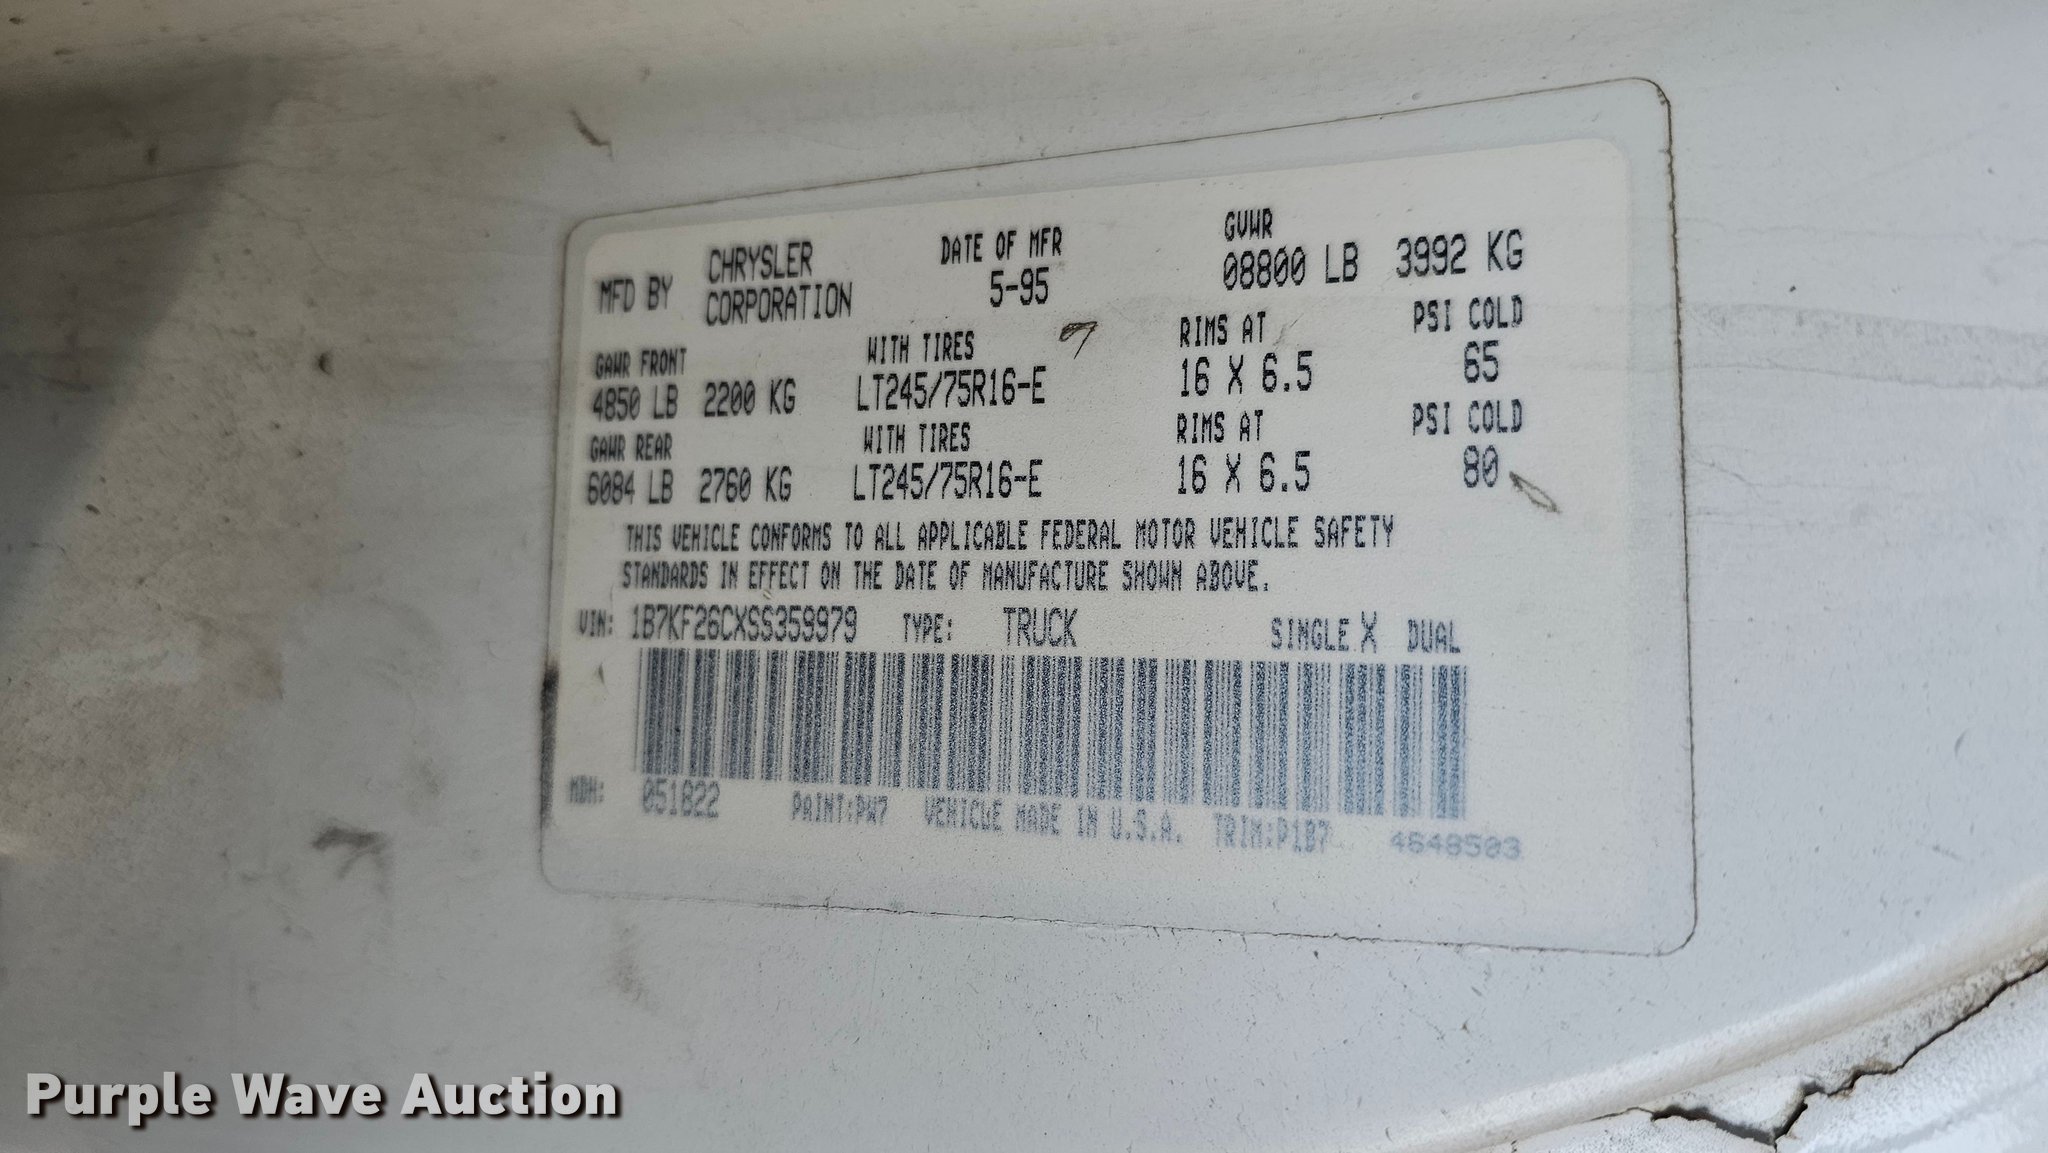 MFD BY CHRYSLER CORPORATION DATE OF MFR 5-95 GVWR 08800 LB 3992 KG
GAWR FRONT WITH TIRES RIMS AT PSI COLD
4850 LB 2200 KG LT245/75R16-E 16 X 6.5 65
GAWR REAR WITH TIRES RIMS AT PSI COLD
6084 LB 2760 KG LT245/75R16-E 16 X 6.5 80
THIS VEHICLE CONFORMS TO ALL APPLICABLE FEDERAL MOTOR VEHICLE SAFETY
STANDARDS IN EFFECT ON THE DATE OF MANUFACTURE SHOWN ABOVE.
VIN: 1B7KF26CXSS359979 TYPE: TRUCK SINGLE X DUAL
MDH: 051822 PAINT:PW7 VEHICLE MADE IN U.S.A. TRIM:P1B7 4648503
Purple Wave Auction